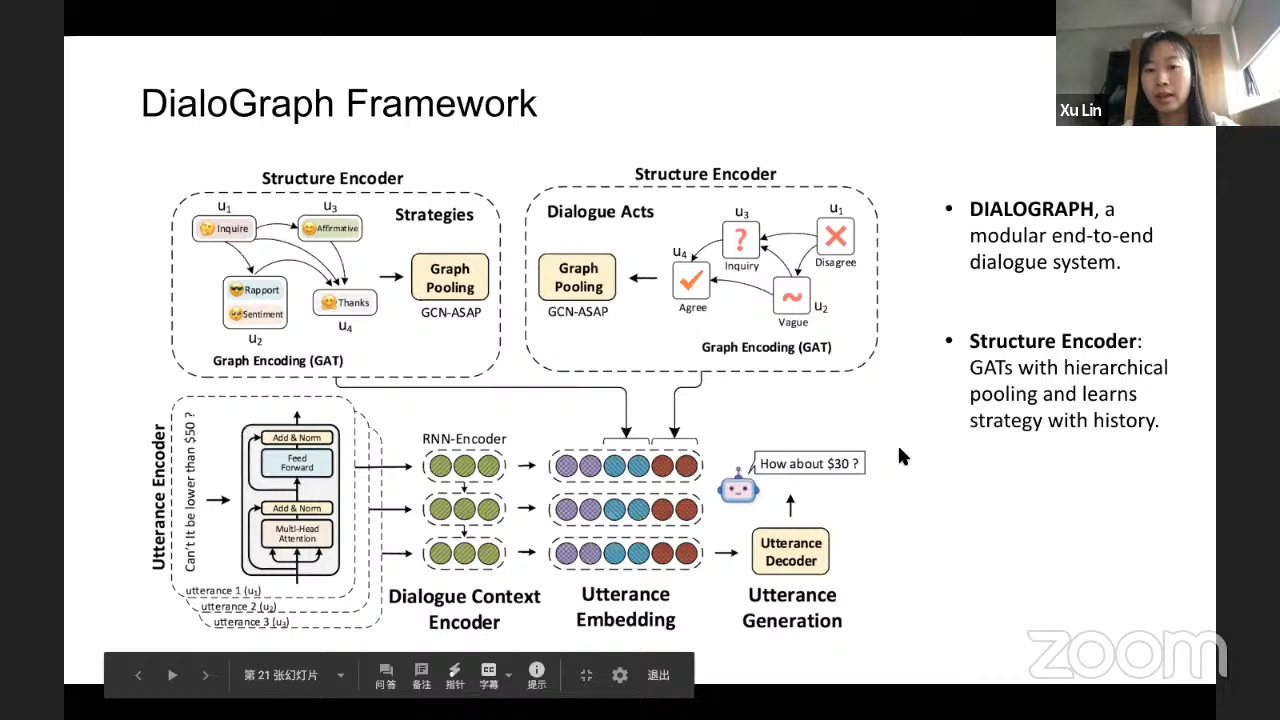 Xu Lin
DialoGraph Framework
Structure Encoder
u1
u3
Inquire
Affirmative
Strategies
Rapport
Sentiment
Thanks
u2
u4
Graph
Pooling
GCN-ASAP
Graph Encoding (GAT)
Structure Encoder
Dialogue Acts
u3
u1
u4
Inquiry
Disagree
Graph
Pooling
GCN-ASAP
Agree
Vague
u2
Graph Encoding (GAT)
• DIALOGRAPH, a
modular end-to-end
dialogue system.
• Structure Encoder:
GATs with hierarchical
pooling and learns
strategy with history.
Utterance Encoder
Can't It be lower than $50 ?
Add & Norm
Feed
Forward
Add & Norm
Multi-Head
Attention
utterance 1 (u1)
utterance 2 (u2)
utterance 3 (u3)
RNN-Encoder
Dialogue Context
Encoder
Utterance
Embedding
How about $30 ?
Utterance
Decoder
Utterance
Generation
第 21 张幻灯片
问答
备注
指针
字幕
提示
退出
zoom